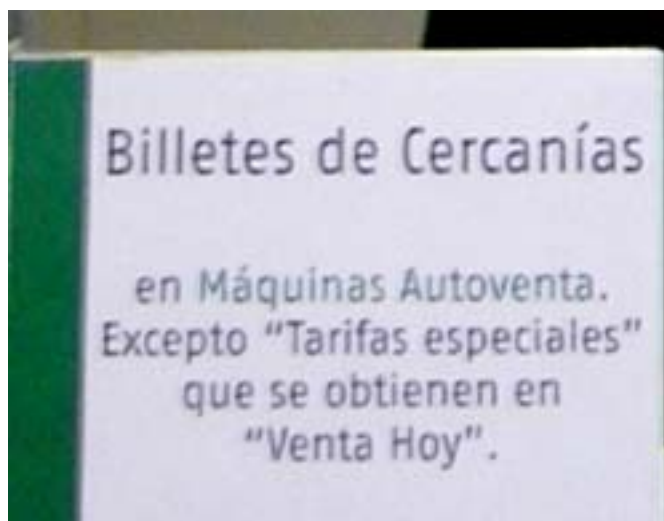 Billetes de Cercanías
en Máquinas Autoventa.
Excepto “Tarifas especiales”
que se obtienen en
“Venta Hoy”.